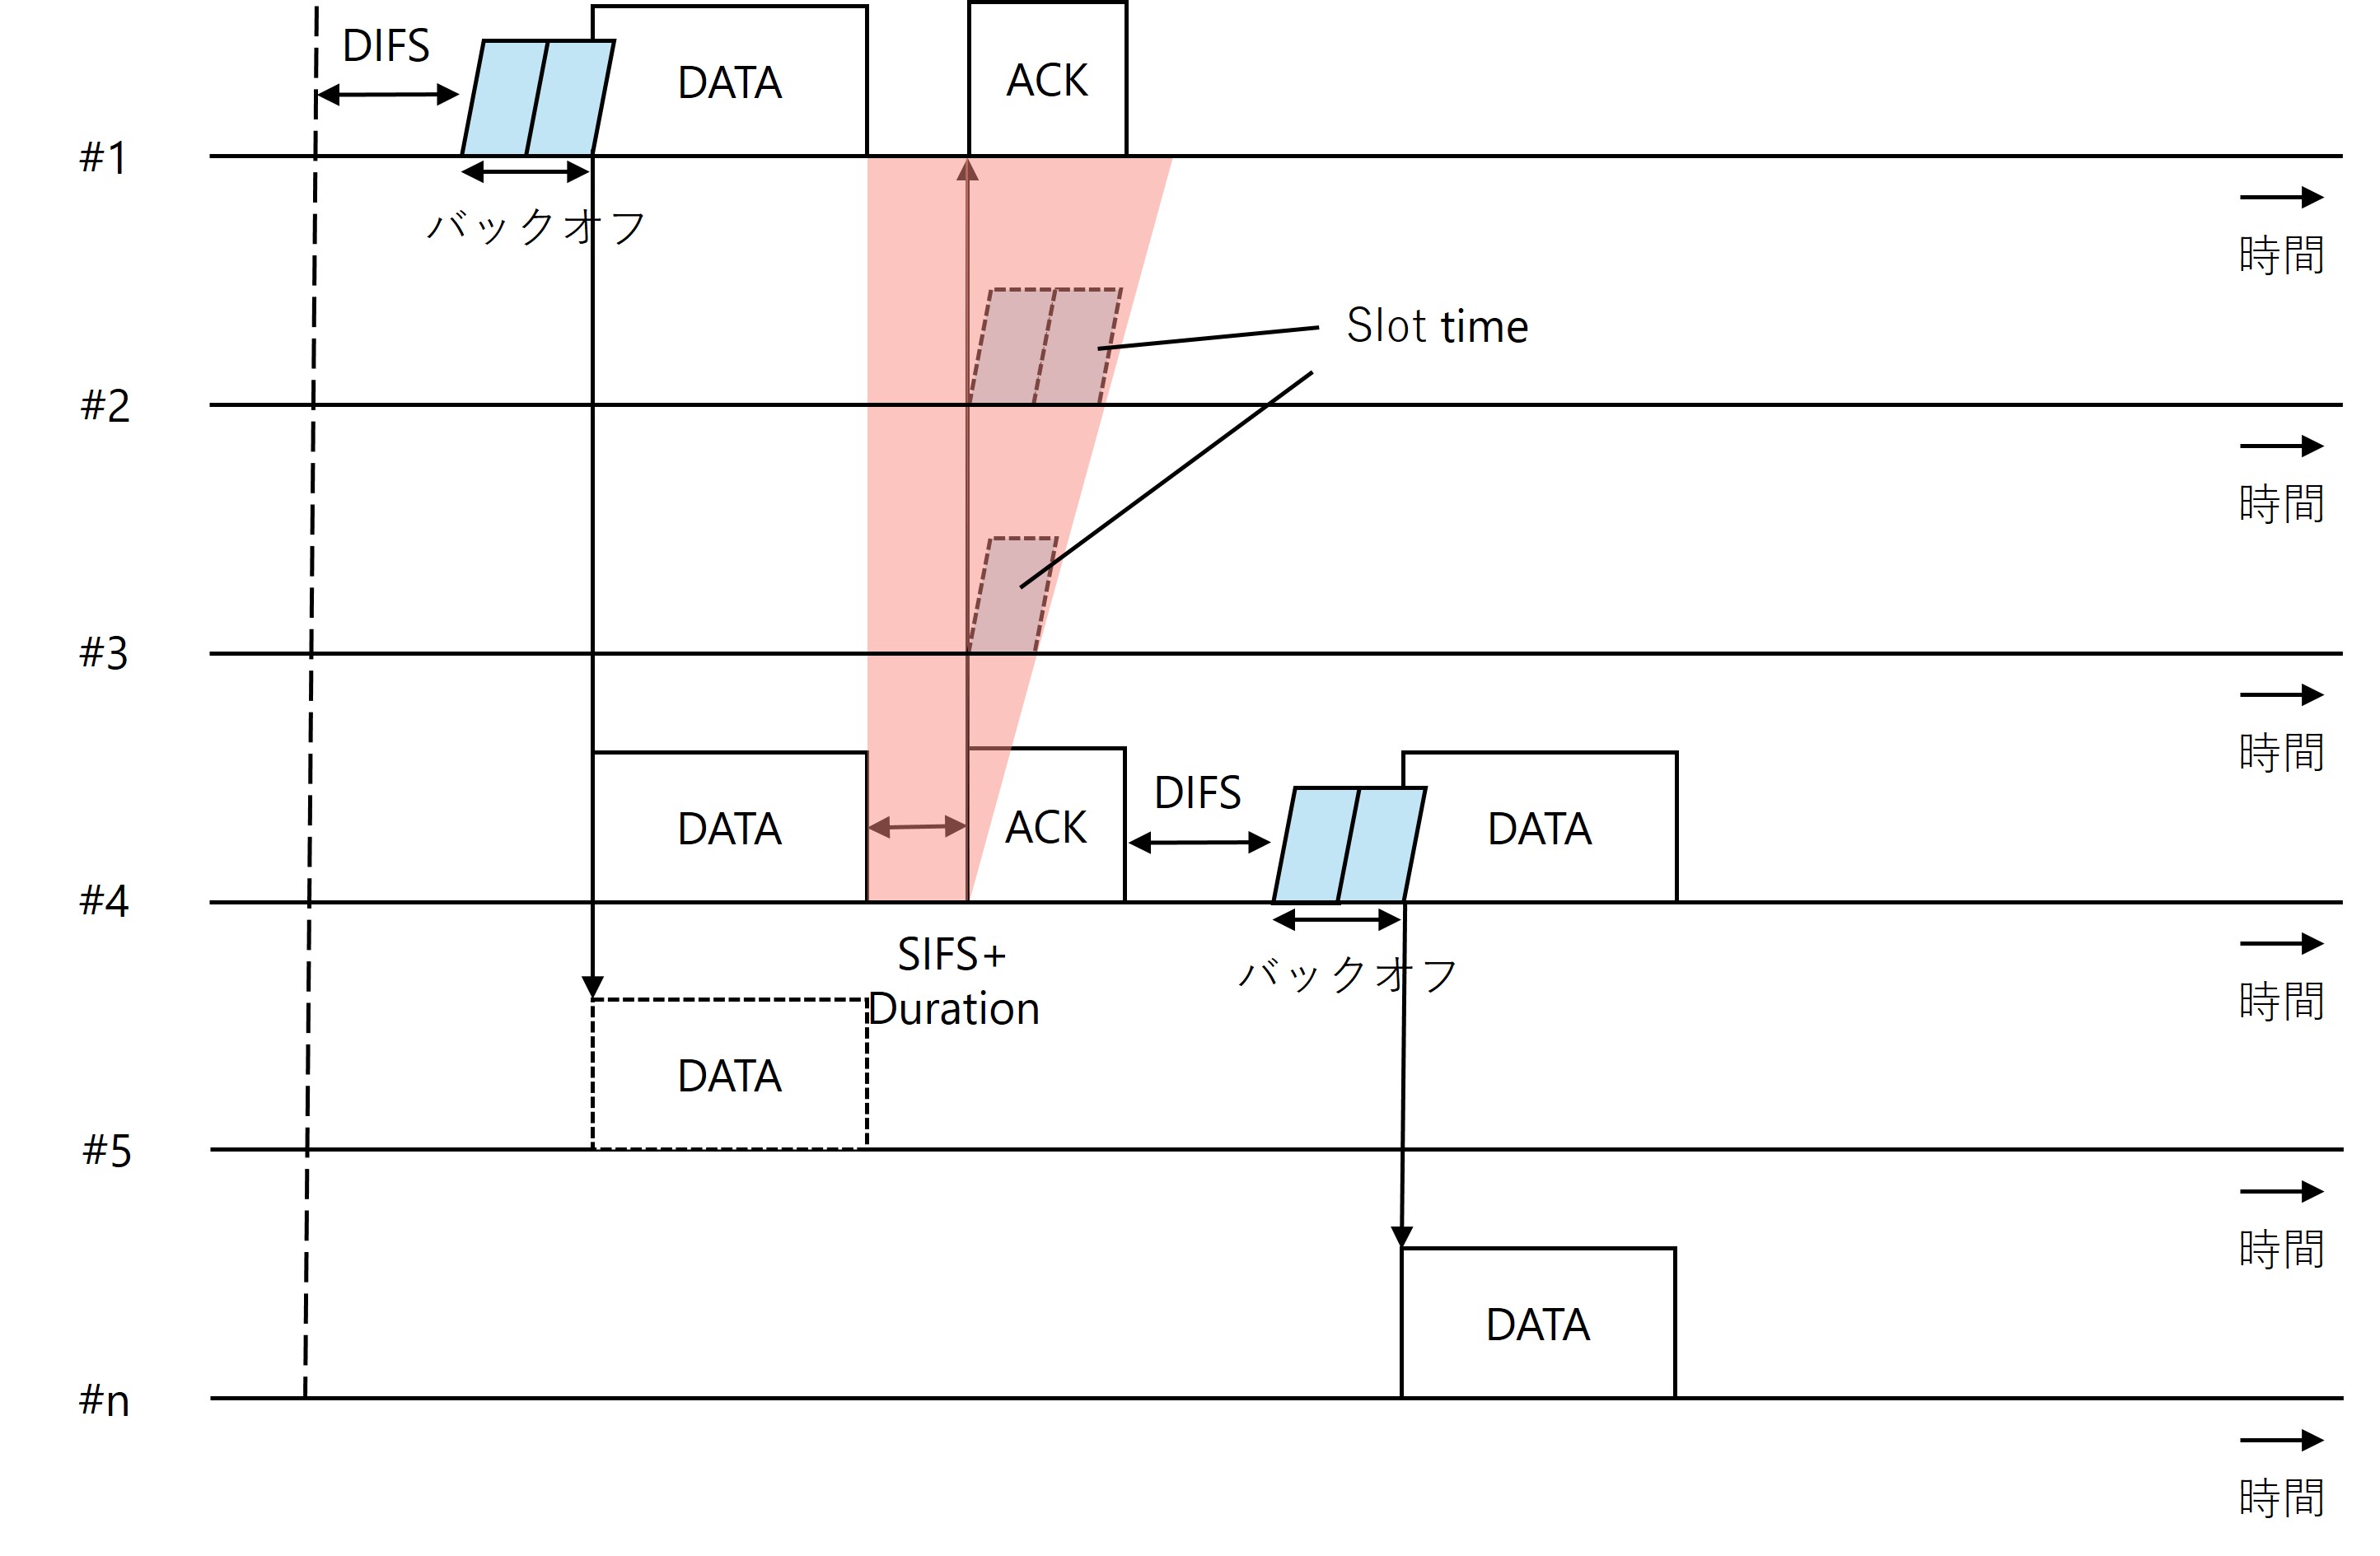 DIFS
DATA
ACK
#1
バックオフ
時間
Slot time
#2
時間
#3
時間
DATA
ACK
DIFS
DATA
#4
SIFS+
Duration
バックオフ
時間
DATA
#5
時間
DATA
#n
時間